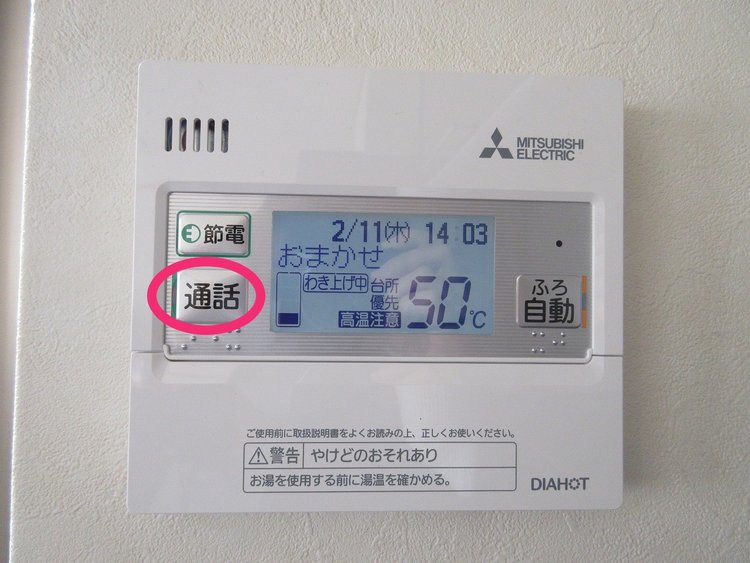 MITSUBISHI
ELECTRIC
節電
2/11(木) 14:03
おまかせ
通話
わき上げ中
台所
優先
50℃
高温注意
ふろ
自動
ご使用前に取扱説明書をよくお読みの上、正しくお使いください。
警告 やけどのおそれあり
お湯を使用する前に湯温を確かめる。
DIAHOT